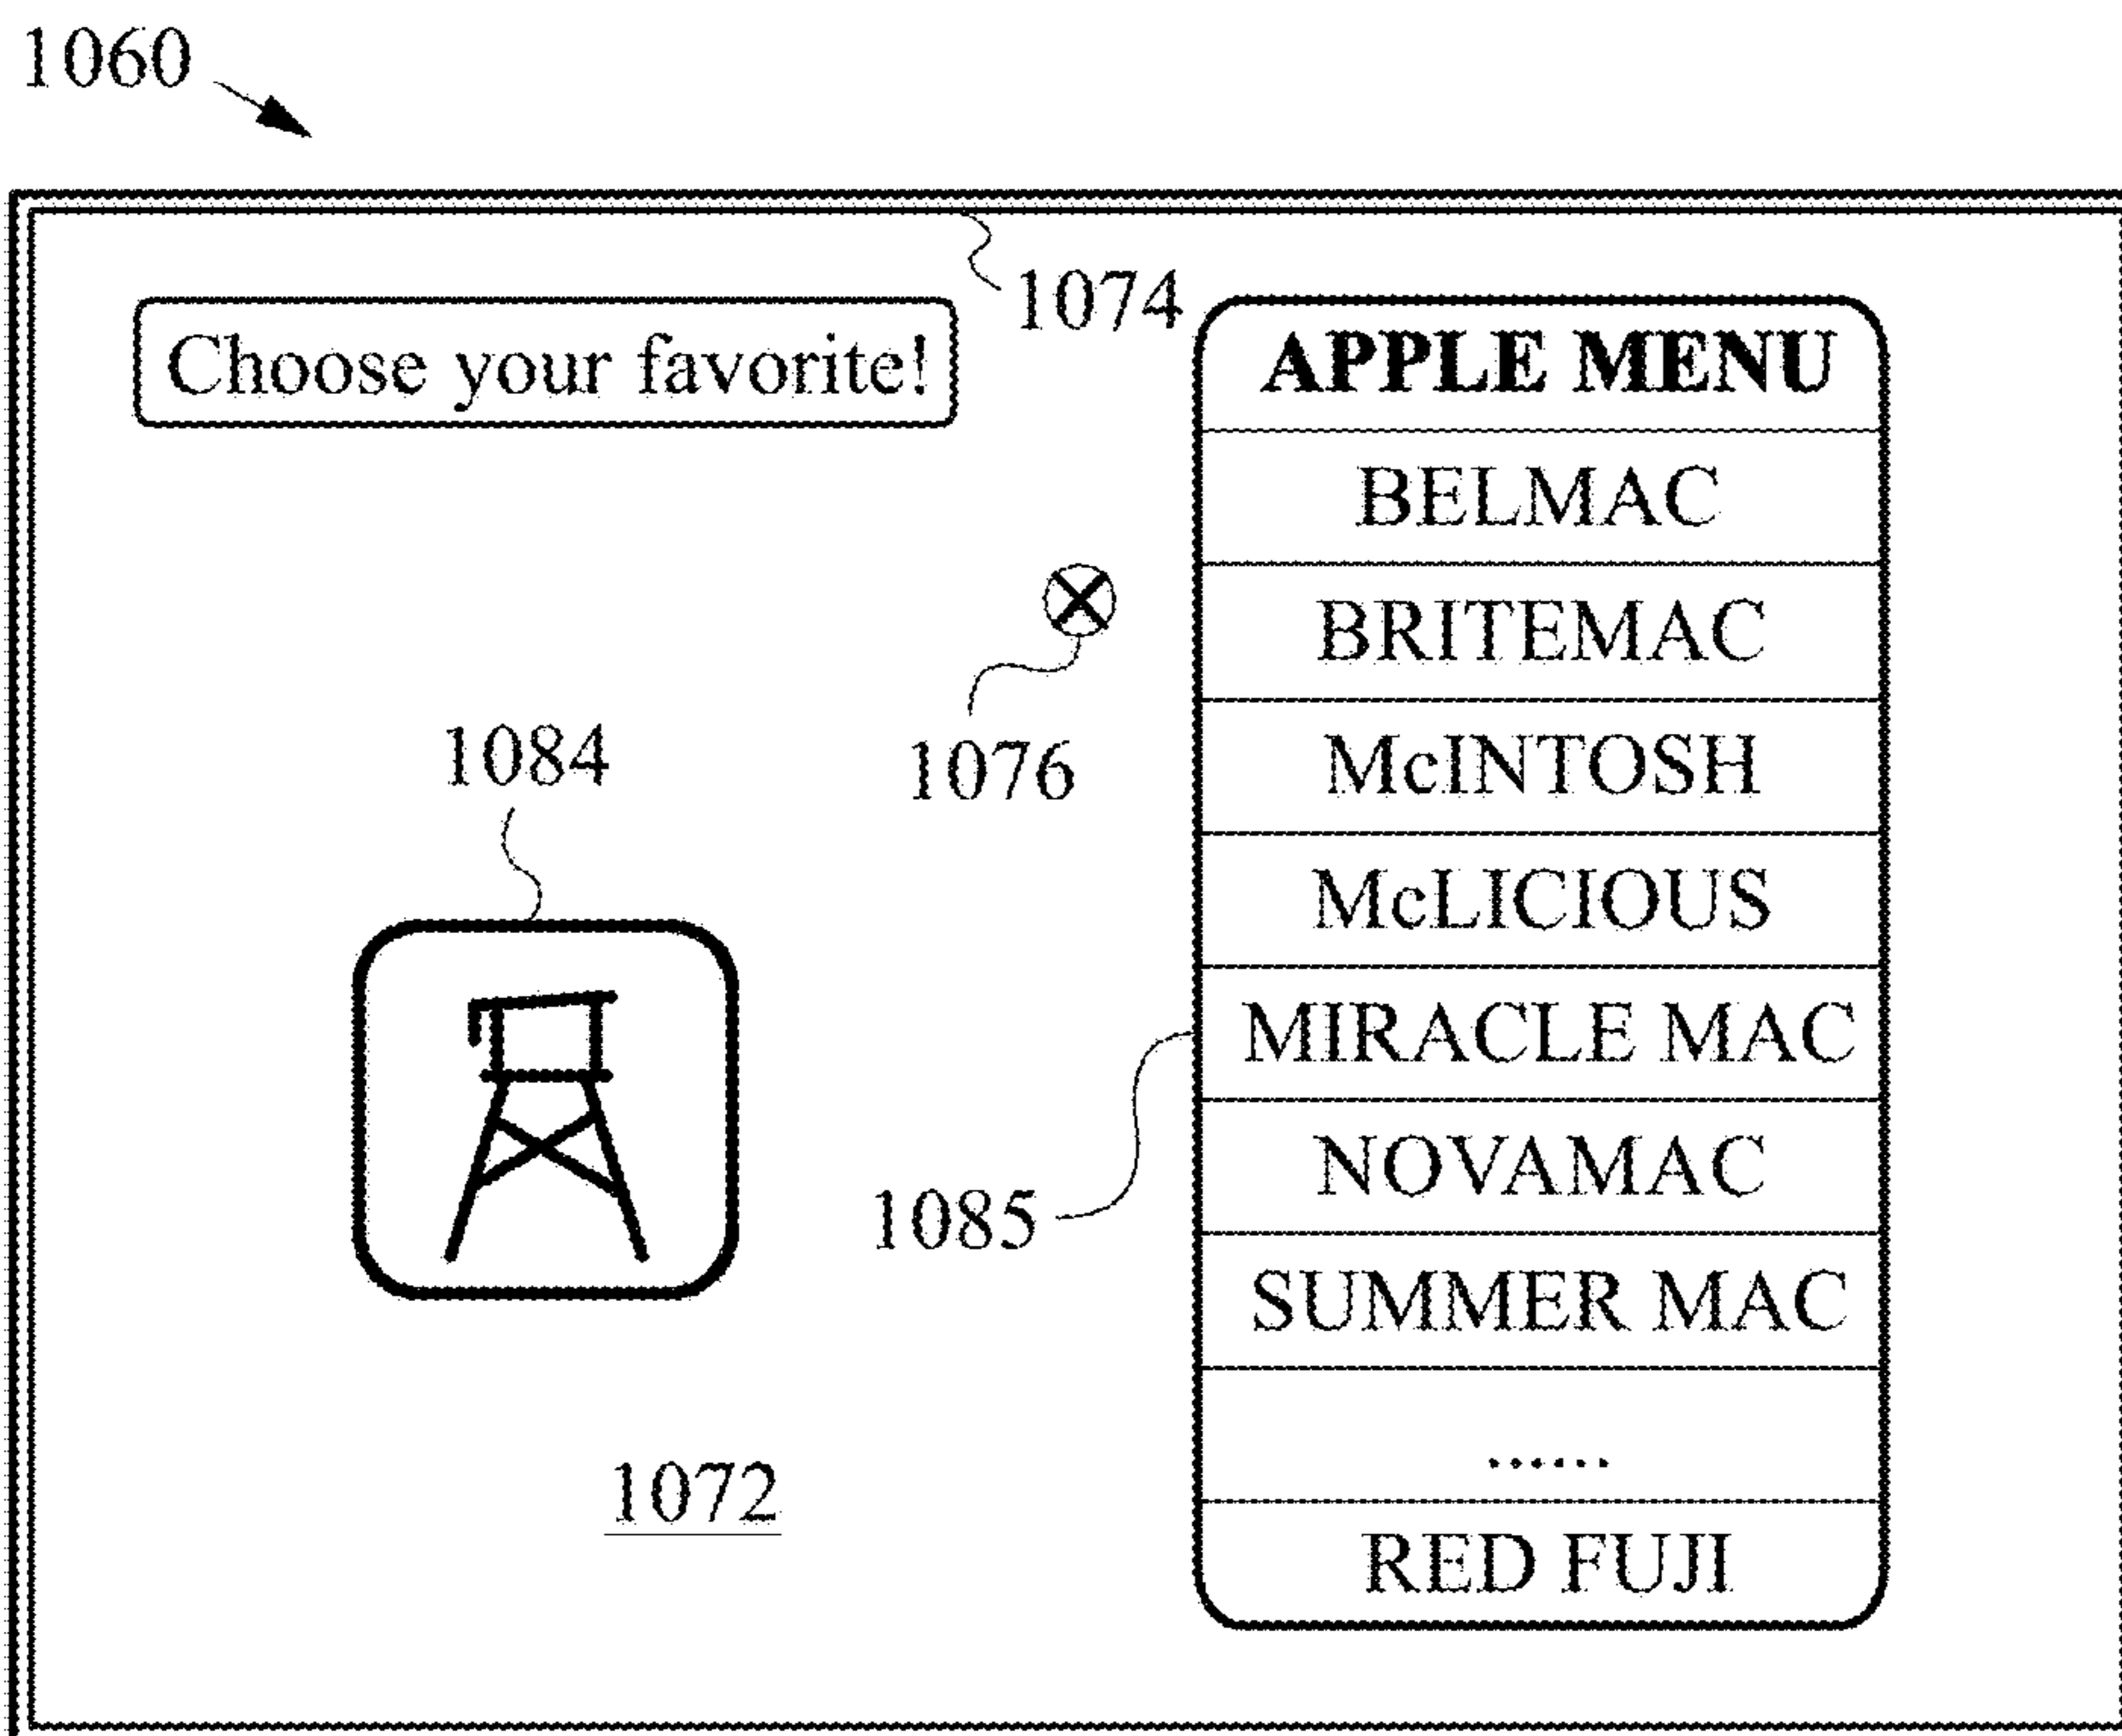 1060
1074
Choose your favorite!
APPLE MENU
BELMAC
BRITEMAC
1084
1076
McINTOSH
McLICIOUS
MIRACLE MAC
1085
NOVAMAC
SUMMER MAC
......
1072
RED FUJI